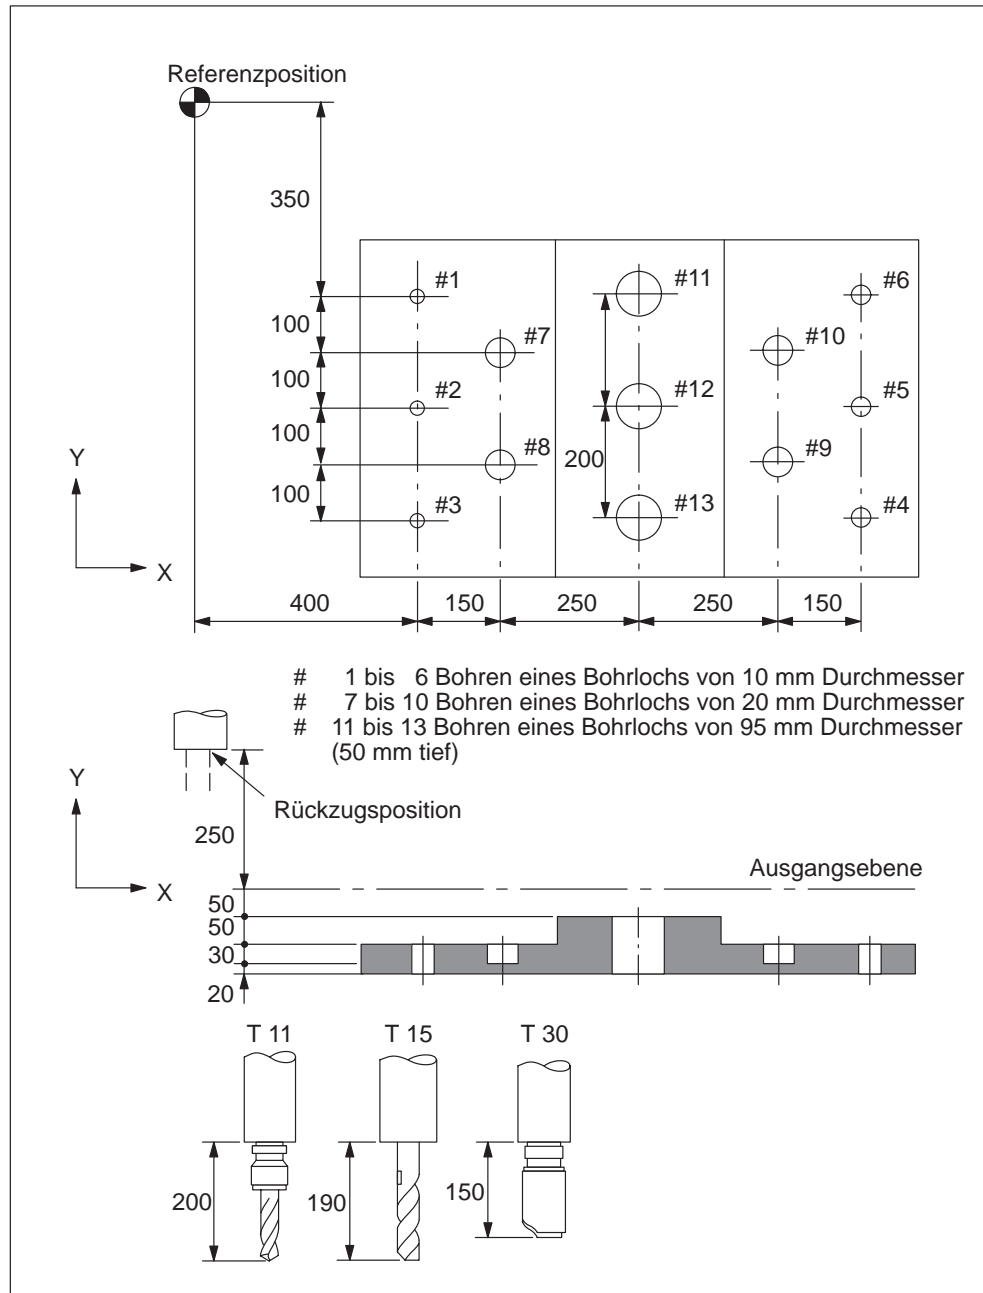 Referenzposition
350
#1
#11
#6
100
#7
#10
100
#2
#12
#5
100
Y
#8
200
#9
100
#3
#13
#4
X
400
150
250
250
150
# 1 bis 6 Bohren eines Bohrlochs von 10 mm Durchmesser
# 7 bis 10 Bohren eines Bohrlochs von 20 mm Durchmesser
# 11 bis 13 Bohren eines Bohrlochs von 95 mm Durchmesser
(50 mm tief)
Y
Rückzugsposition
250
Ausgangsebene
X
50
50
30
20
T 11
T 15
T 30
200
190
150